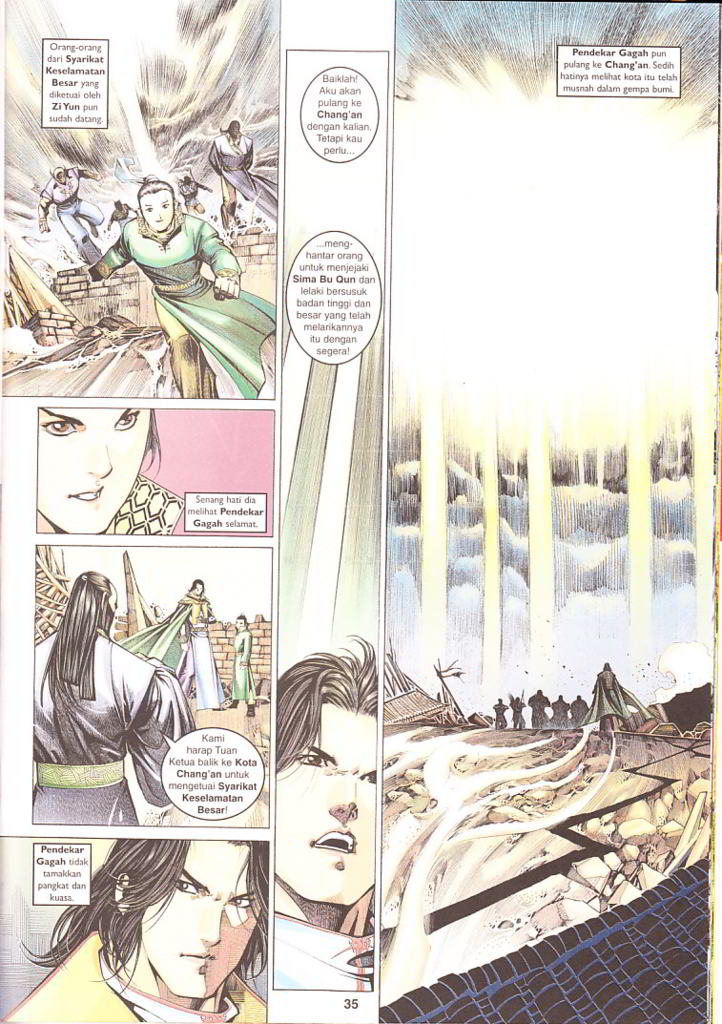 Orang-orang
dari Syarikat
Keselamatan
Besar yang
diketuai oleh
Zi Yun pun
sudah datang.
Senang hati dia
melihat Pendekar
Gagah selamat.
Kami
harap Tuan
Ketua balik ke Kota
Chang'an untuk
mengetuai Syarikat
Keselamatan
Besar!
Pendekar
Gagah tidak
tamakkan
pangkat dan
kuasa.
Baiklah!
Aku akan
pulang ke
Chang'an
dengan kalian.
Tetapi kau
perlu...
...meng-
hantar orang
untuk menjejaki
Sima Bu Qun dan
lelaki bersusuk
badan tinggi dan
besar yang telah
melarikannya
itu dengan
segera!
Pendekar Gagah pun
pulang ke Chang'an. Sedih
hatinya melihat kota itu telah
musnah dalam gempa bumi.
35